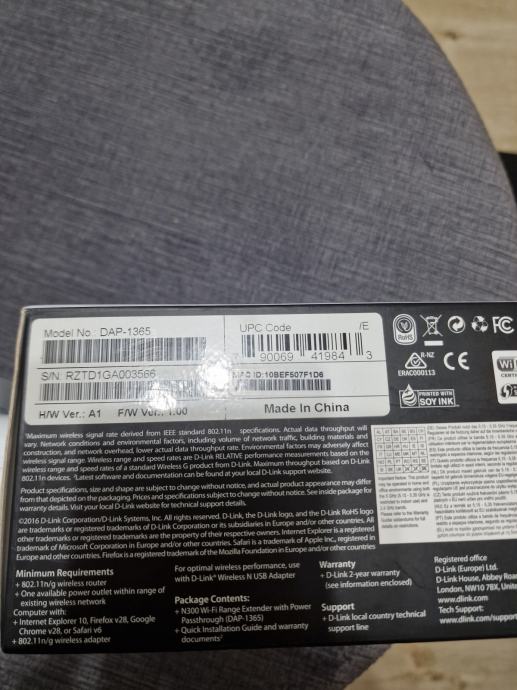 Model No.: DAP-1365
UPC Code
/E
7 90069 41984 3
S/N RZTD1GA003566
MAC ID:10BEF507F1D6
H/W Ver.: A1 F/W Ver.: 1.00
Made In China
RoHS
FC
R-NZ
ERAC000113
CE
PRINTED WITH
SOY INK
Wi
CERTI
¹Maximum wireless signal rate derived from IEEE standard 802.11n specifications. Actual data throughput will
vary. Network conditions and environmental factors, including volume of network traffic, building materials and
construction, and network overhead, lower actual data throughput rate. Environmental factors may adversely affect
wireless signal range. Wireless range and speed rates are D-Link RELATIVE performance measurements based on the
wireless range and speed rates of a standard Wireless G product from D-Link. Maximum throughput based on D-Link
802.11n devices. ²Latest software and documentation can be found at your local D-Link support website.
Product specifications, size and shape are subject to change without notice, and actual product appearance may differ
from that depicted on the packaging. Prices and specifications subject to change without notice. See inside package for
warranty details. Visit your local D-Link website for technical support details.
©2016 D-Link Corporation/D-Link Systems, Inc. All rights reserved. D-Link, the D-Link logo, and the D-Link RoHS logo
are trademarks or registered trademarks of D-Link Corporation or its subsidiaries in Europe and/or other countries. All
other trademarks or registered trademarks are the property of their respective owners. Internet Explorer is a registered
trademark of Microsoft Corporation in Europe and/or other countries. Safari is a trademark of Apple Inc., registered in
Europe and/or other countries. Firefox is a registered trademark of the Mozilla Foundation in Europe and/or other countries
Minimum Requirements
+ 802.11n/g wireless router
+ One available power outlet within range of
existing wireless network
Computer with:
+ Internet Explorer 10, Firefox v28, Google
Chrome v28, or Safari v6
+ 802.11n/g wireless adapter
For optimal wireless performance, use
with D-Link® Wireless N USB Adapter
Package Contents:
+ N300 Wi-Fi Range Extender with Power
Passthrough (DAP-1365)
+ Quick Installation Guide and warranty
documents²
Warranty
+ D-Link 2-year warranty
(see information enclosed)
Support
+ D-Link local country technical
support line
Registered office
D-Link (Europe) Ltd.
D-Link House, Abbey Road
London, NW10 7BX, 
www.dlink.com
Tech Support:
www.dlink.com/support